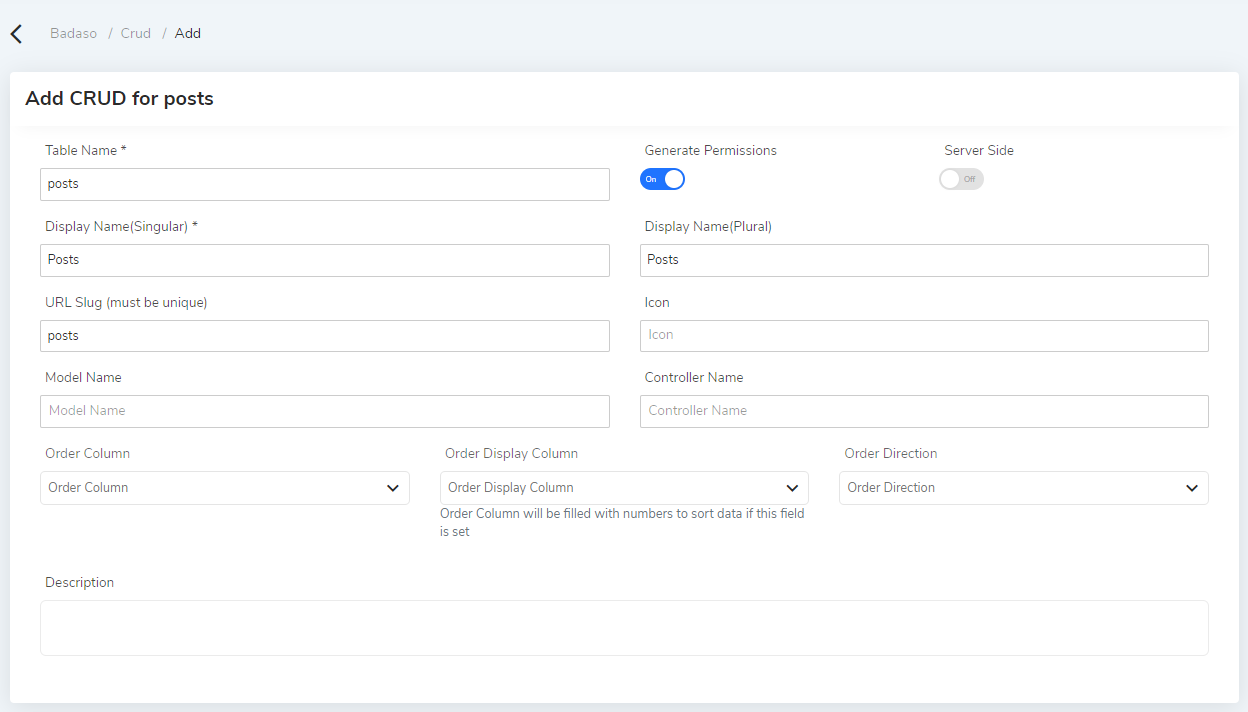 Badaso / Crud / Add
Add CRUD for posts
Table Name * Generate Permissions Server Side
posts On Off
Display Name(Singular) * Display Name(Plural)
Posts Posts
URL Slug (must be unique) Icon
posts Icon
Model Name Controller Name
Model Name Controller Name
Order Column Order Display Column Order Direction
Order Column Order Display Column Order Direction
Order Column will be filled with numbers to sort data if this field
is set
Description